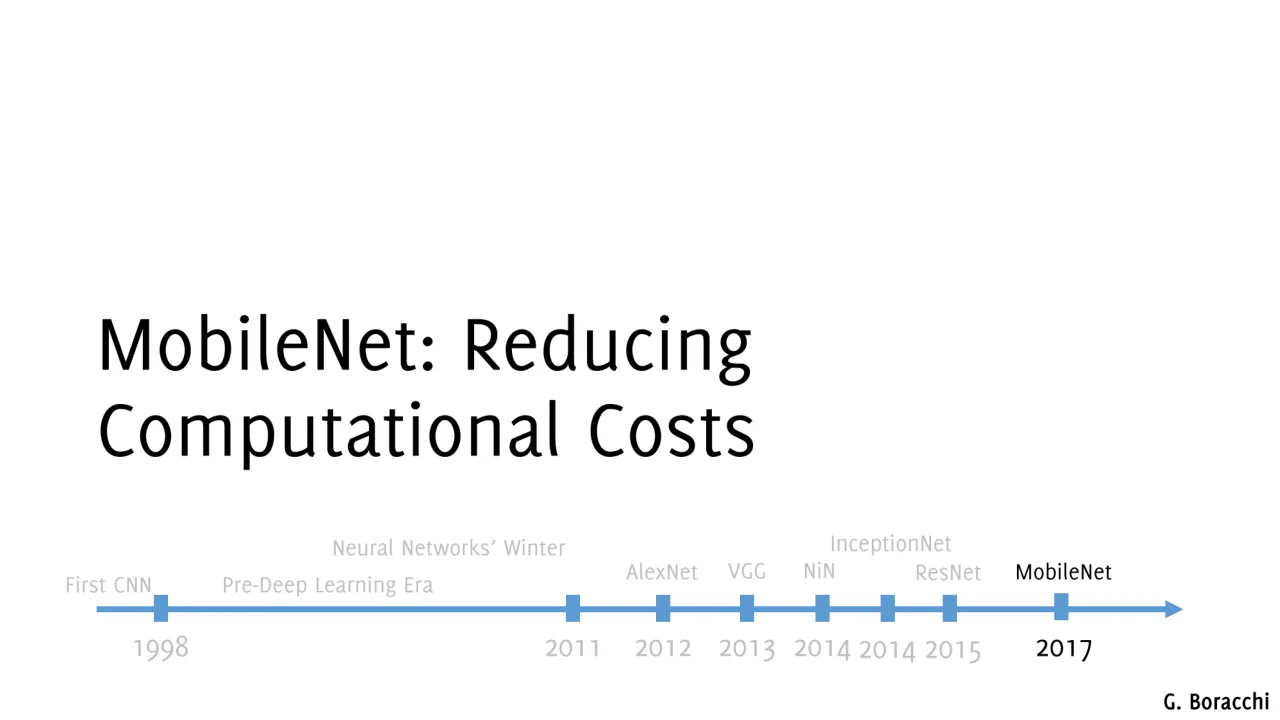 MobileNet: Reducing
Computational Costs
Neural Networks’ Winter
InceptionNet
First CNN
Pre-Deep Learning Era
AlexNet
VGG
NiN
ResNet
MobileNet
1998
2011
2012
2013
2014
2014
2015
2017
G. Boracchi